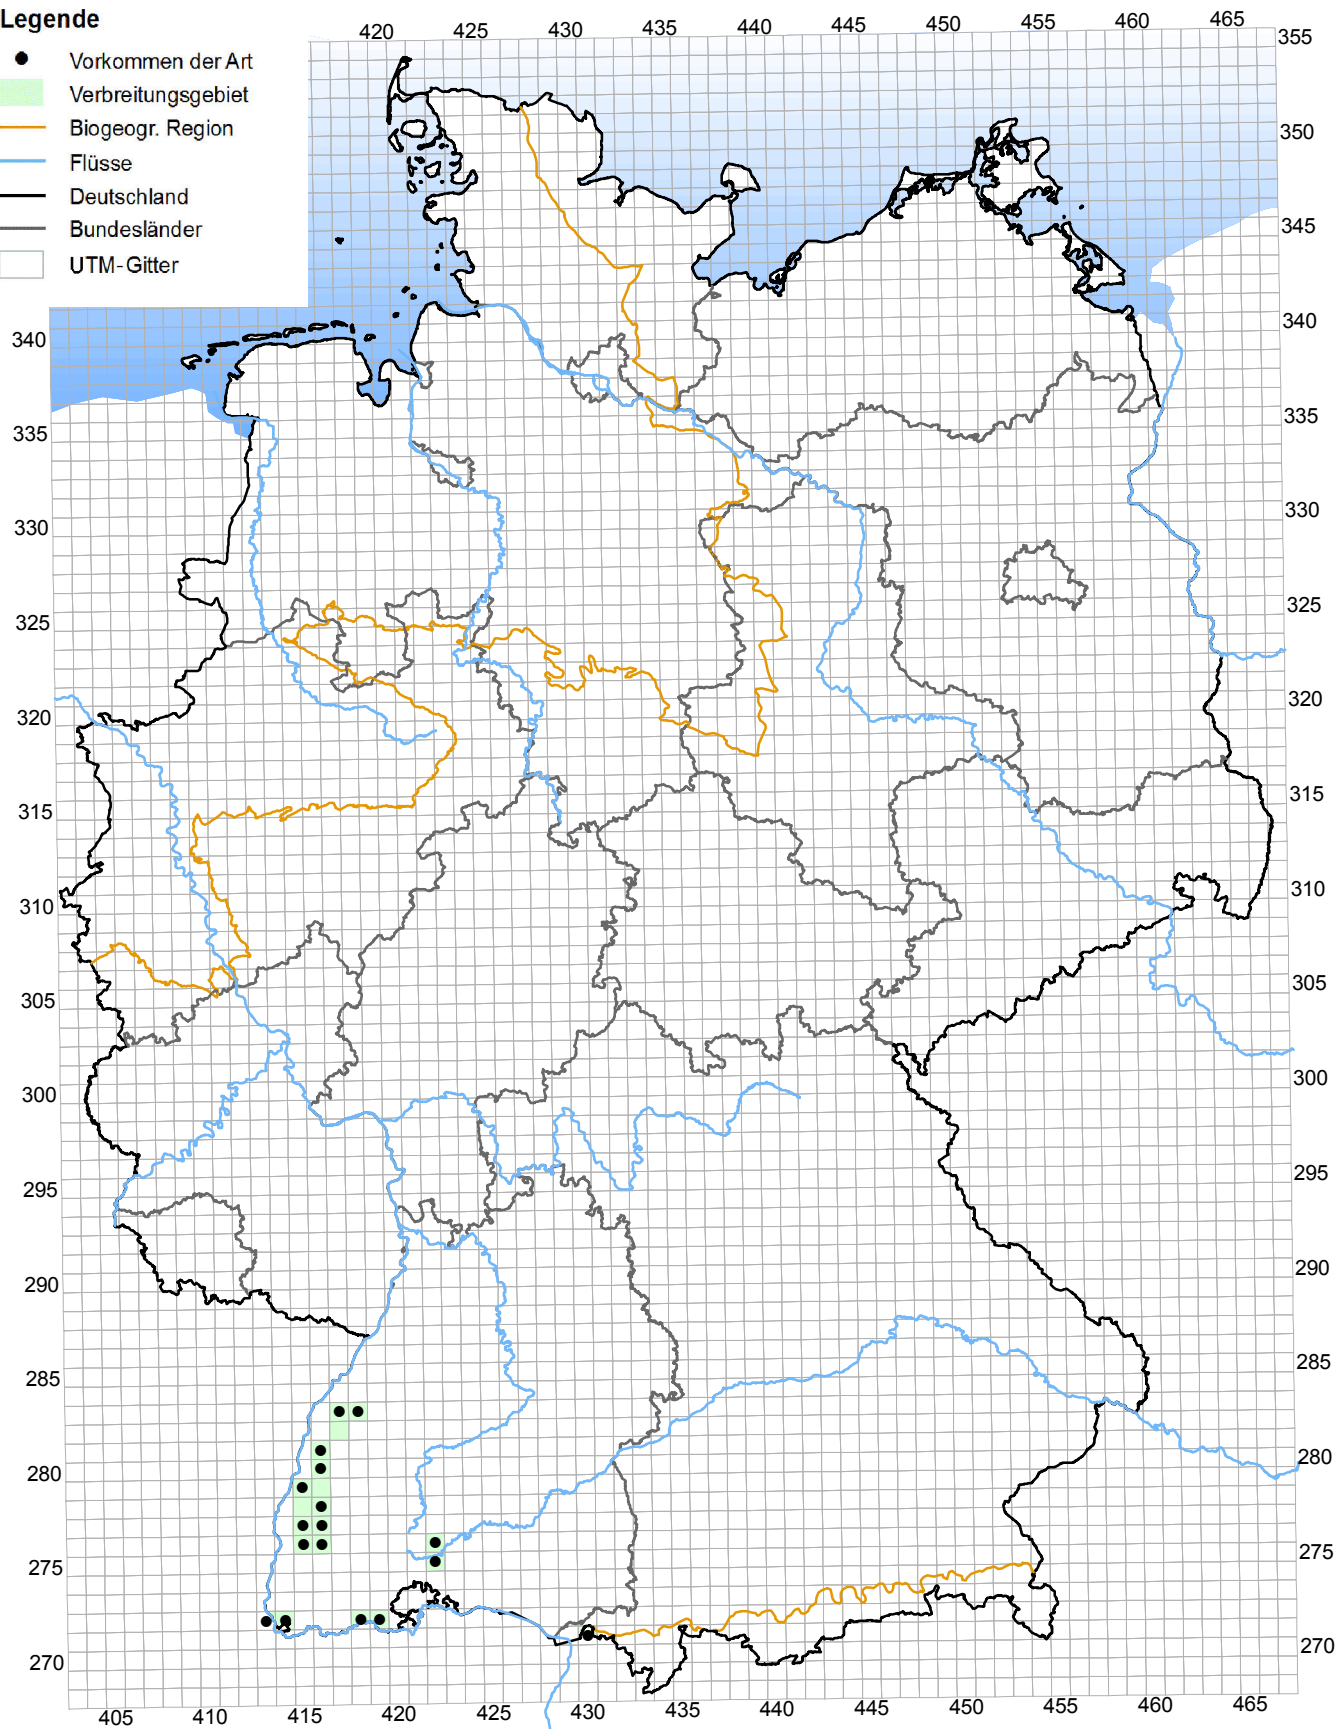 Legende
Vorkommen der Art
Verbreitungsgebiet
Biogeogr. Region
Flüsse
Deutschland
Bundesländer
UTM-Gitter
420 425 430 435 440 445 450 455 460 465
355
350
345
340 340
335 335
330 330
325 325
320 320
315 315
310 310
305 305
300 300
295 295
290 290
285 285
280 280
275 275
270 270
405 410 415 420 425 430 435 440 445 450 455 460 465